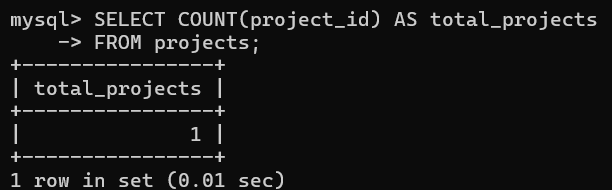 mysql> SELECT COUNT(project_id) AS total_projects
    -> FROM projects;
+----------------+
| total_projects |
+----------------+
|              1 |
+----------------+
1 row in set (0.01 sec)